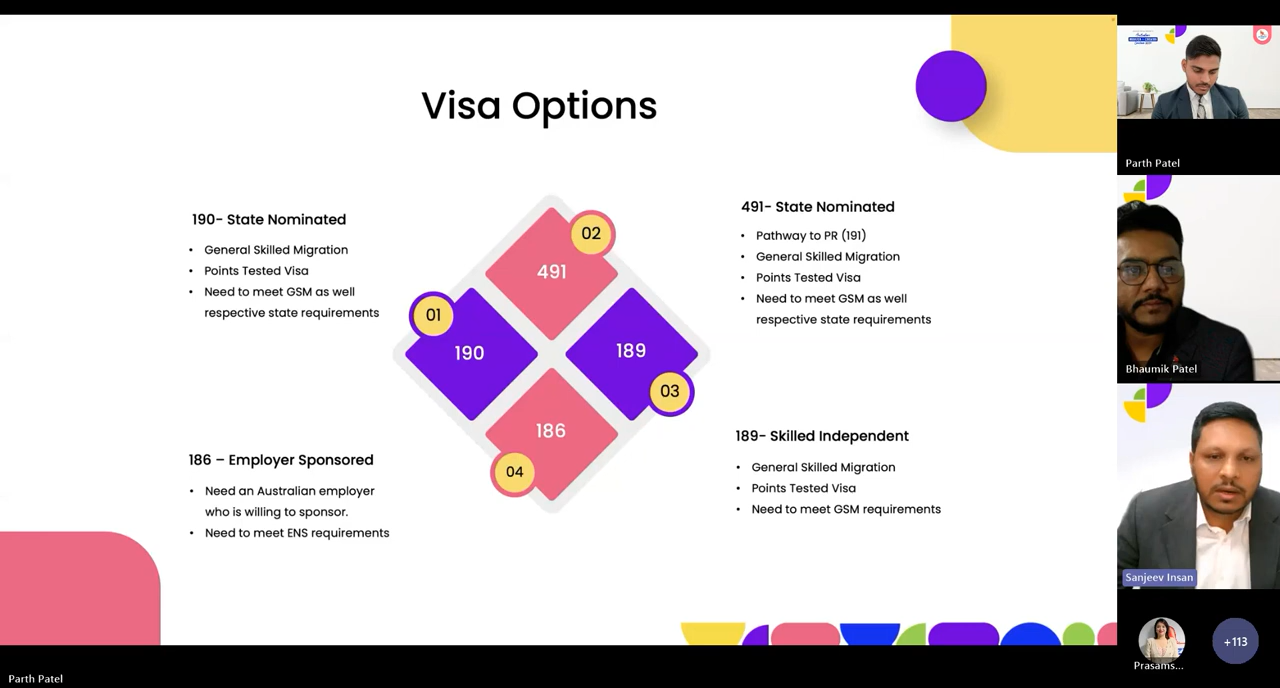 Visa Options
190- State Nominated
• General Skilled Migration
• Points Tested Visa
• Need to meet GSM as well
respective state requirements
491- State Nominated
• Pathway to PR (191)
• General Skilled Migration
• Points Tested Visa
• Need to meet GSM as well
respective state requirements
02
491
01
190
189
03
186
04
186 – Employer Sponsored
• Need an Australian employer
who is willing to sponsor.
• Need to meet ENS requirements
189- Skilled Independent
• General Skilled Migration
• Points Tested Visa
• Need to meet GSM requirements
Parth Patel
Parth Patel
Bhaumik Patel
Sanjeev Insan
Prasams...
+113